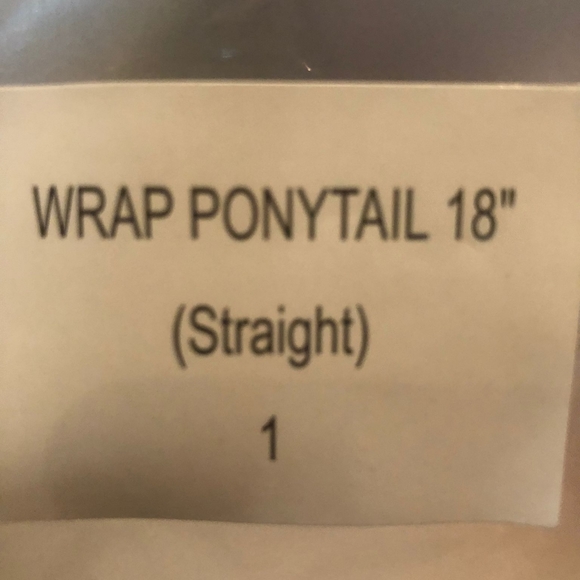 WRAP PONYTAIL 18"
(Straight)
1